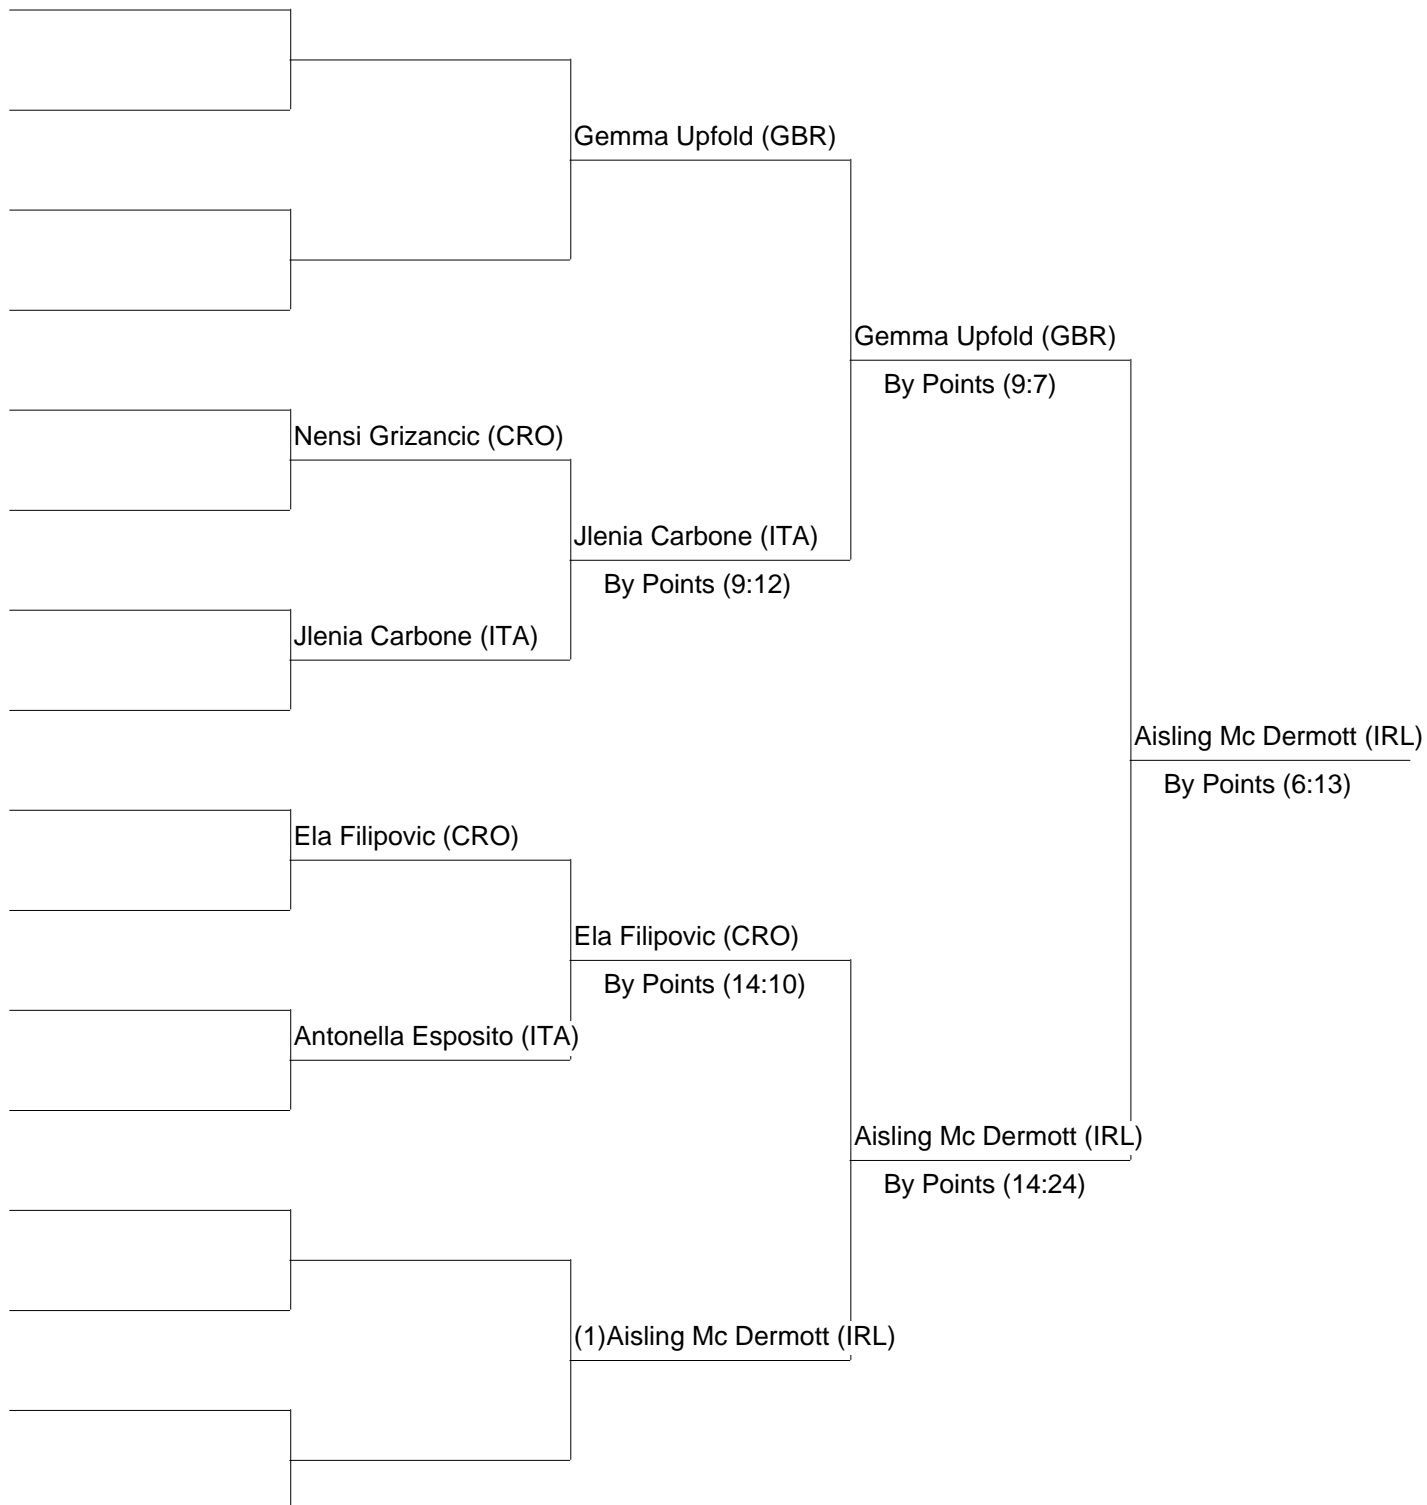 Gemma Upfold (GBR)
Gemma Upfold (GBR)
By Points (9:7)
Nensi Grizancic (CRO)
Jlenia Carbone (ITA)
By Points (9:12)
Jlenia Carbone (ITA)
Aisling Mc Dermott (IRL)
By Points (6:13)
Ela Filipovic (CRO)
Ela Filipovic (CRO)
By Points (14:10)
Antonella Esposito (ITA)
Aisling Mc Dermott (IRL)
By Points (14:24)
(1)Aisling Mc Dermott (IRL)